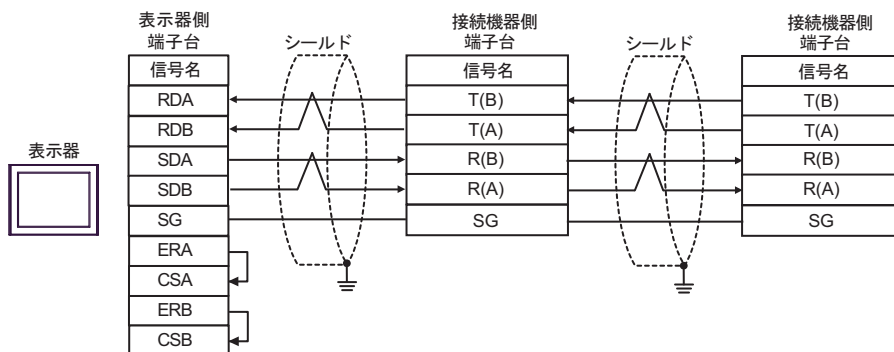 表示器
表示器側
端子台
信号名
RDA
RDB
SDA
SDB
SG
ERA
CSA
ERB
CSB
シールド
接続機器側
端子台
信号名
T(B)
T(A)
R(B)
R(A)
SG
シールド
接続機器側
端子台
信号名
T(B)
T(A)
R(B)
R(A)
SG